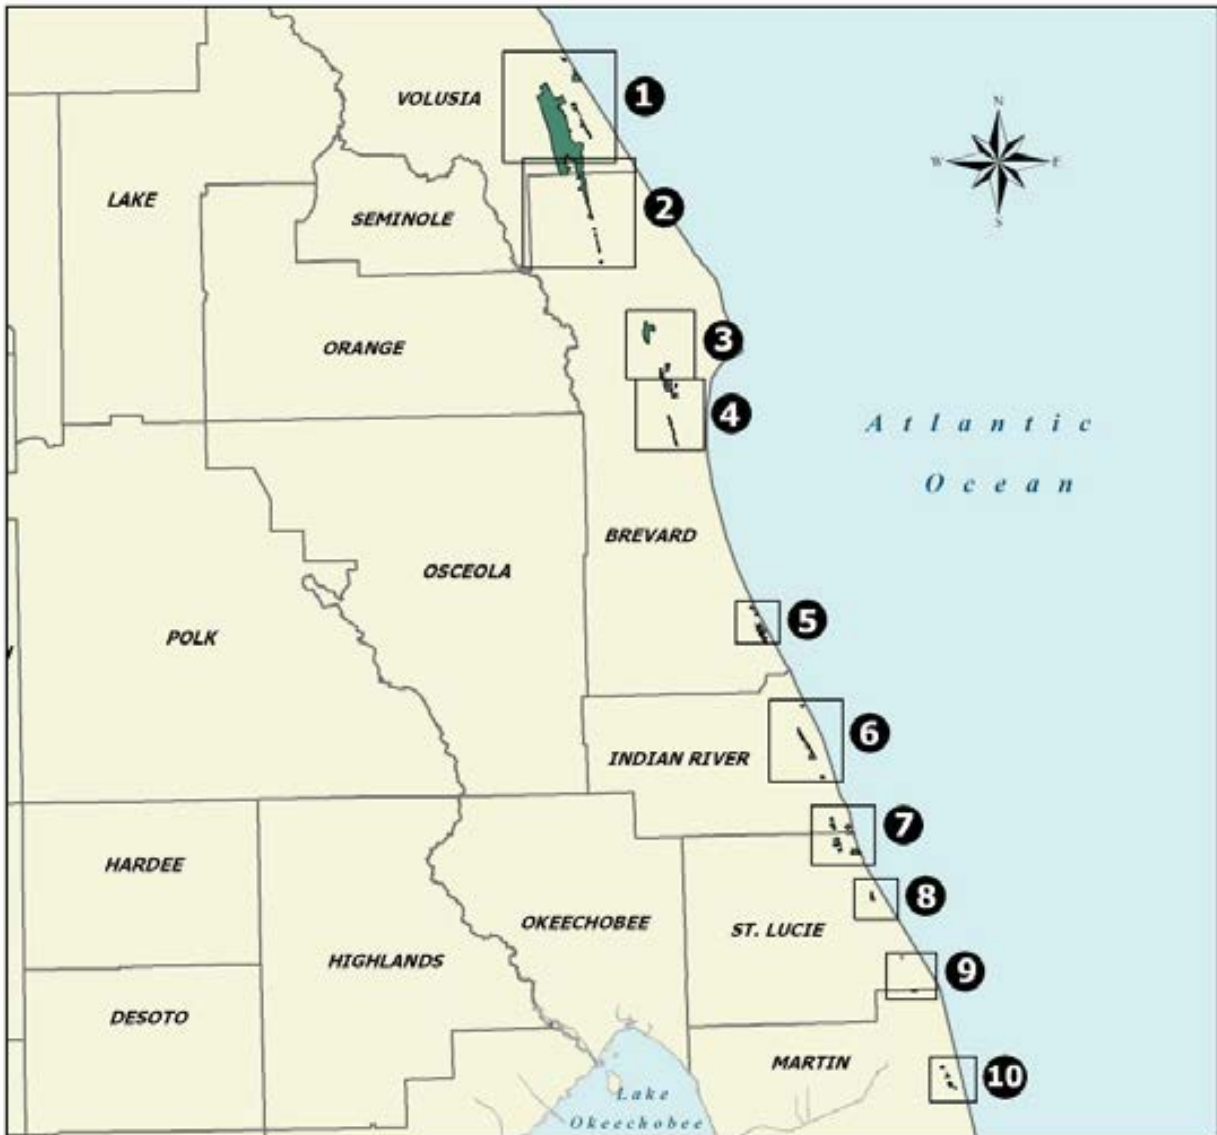 VOLUSIA
1
N
W
E
S
LAKE
SEMINOLE
2
ORANGE
3
4
Atlantic
Ocean
BREVARD
OSCEOLA
5
POLK
6
INDIAN RIVER
7
HARDEE
8
OKEECHOBEE
ST. LUCIE
HIGHLANDS
9
DESOTO
MARTIN
10
Lake
Okeechobee